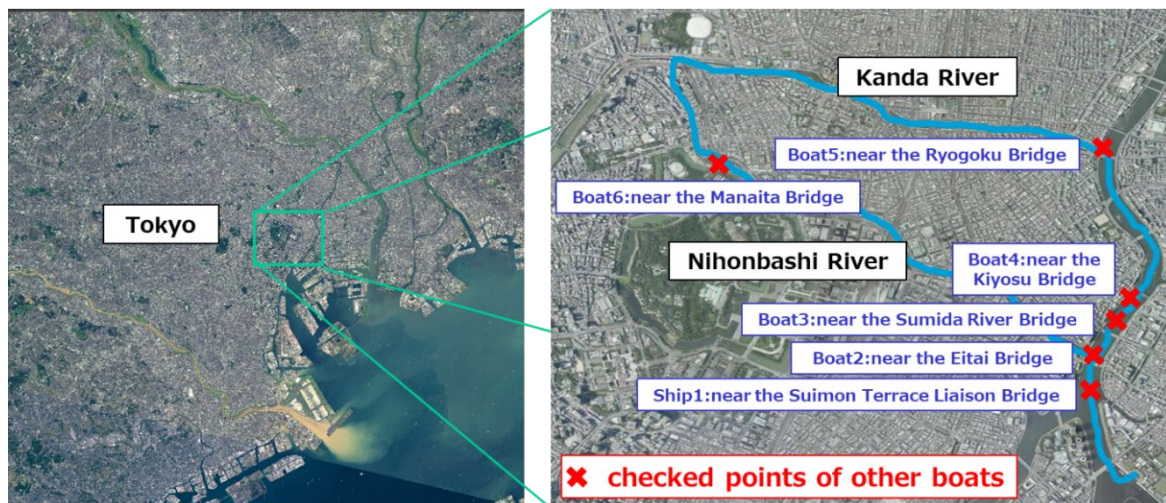 Tokyo
Kanda River
Boat5:near the Ryogoku Bridge
Boat6:near the Manaita Bridge
Nihonbashi River
Boat4:near the
Kiyosu Bridge
Boat3:near the Sumida River Bridge
Boat2:near the Eitai Bridge
Ship1:near the Suimon Terrace Liaison Bridge
checked points of other boats